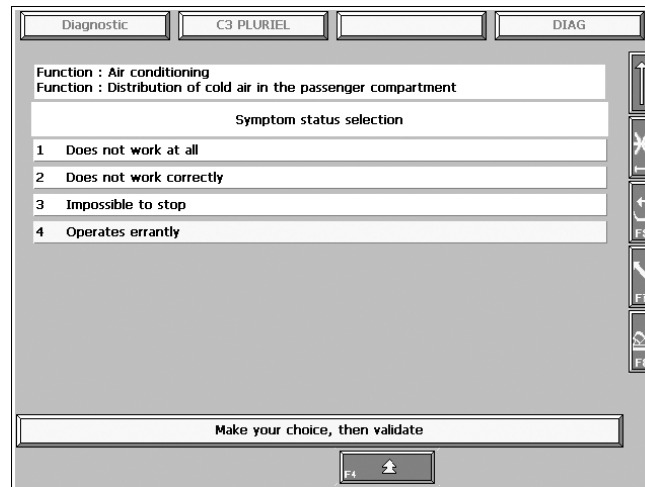 Diagnostic C3 PLURIEL DIAG
Function : Air conditioning
Function : Distribution of cold air in the passenger compartment
Symptom status selection
1 Does not work at all
2 Does not work correctly
3 Impossible to stop
4 Operates errantly
Make your choice, then validate
F4